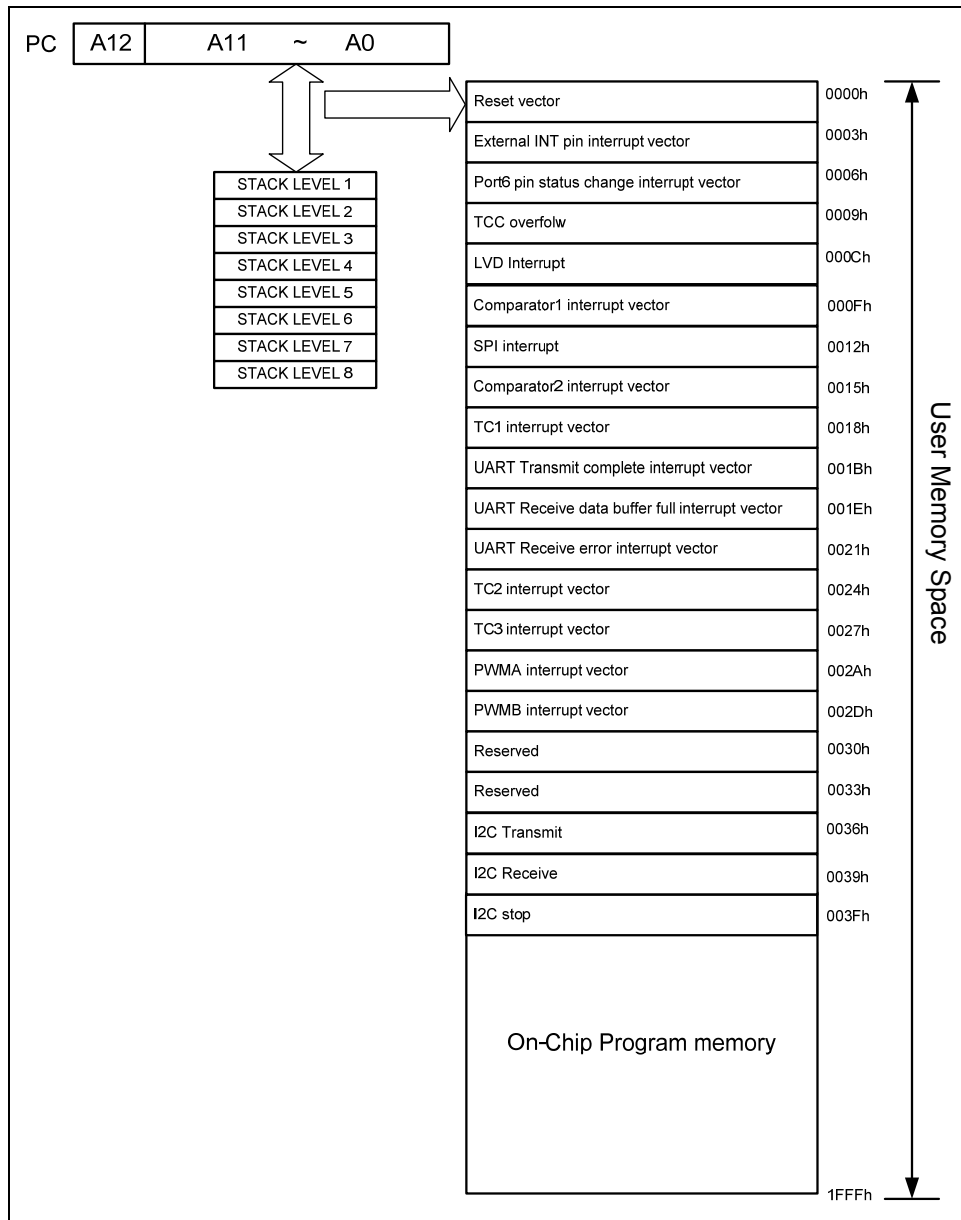 PC A12 A11 ~ A0
STACK LEVEL 1
STACK LEVEL 2
STACK LEVEL 3
STACK LEVEL 4
STACK LEVEL 5
STACK LEVEL 6
STACK LEVEL 7
STACK LEVEL 8
Reset vector 0000h
External INT pin interrupt vector 0003h
Port6 pin status change interrupt vector 0006h
TCC overfolw 0009h
LVD Interrupt 000Ch
Comparator1 interrupt vector 000Fh
SPI interrupt 0012h
Comparator2 interrupt vector 0015h
TC1 interrupt vector 0018h
UART Transmit complete interrupt vector 001Bh
UART Receive data buffer full interrupt vector 001Eh
UART Receive error interrupt vector 0021h
TC2 interrupt vector 0024h
TC3 interrupt vector 0027h
PWMA interrupt vector 002Ah
PWMB interrupt vector 002Dh
Reserved 0030h
Reserved 0033h
I2C Transmit 0036h
I2C Receive 0039h
I2C stop 003Fh
On-Chip Program memory
1FFFh
User Memory Space